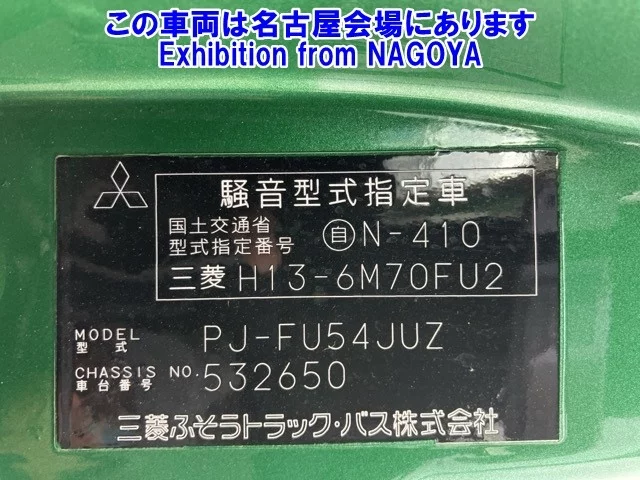 この車両は名古屋会場にあります
Exhibition from NAGOYA
騒音型式指定車
国土交通省
型式指定番号 自N-410
三菱 H13-6M70FU2
MODEL
型式 PJ-FU54JUZ
CHASSIS NO.
車台番号 532650
三菱ふそうトラック・バス株式会社